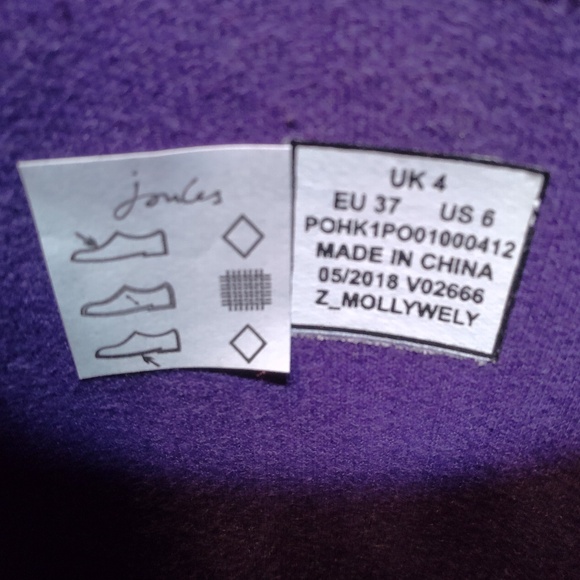 joules
UK 4
EU 37 US 6
POHK1PO01000412
MADE IN CHINA
05/2018 V02666
Z_MOLLYWELY